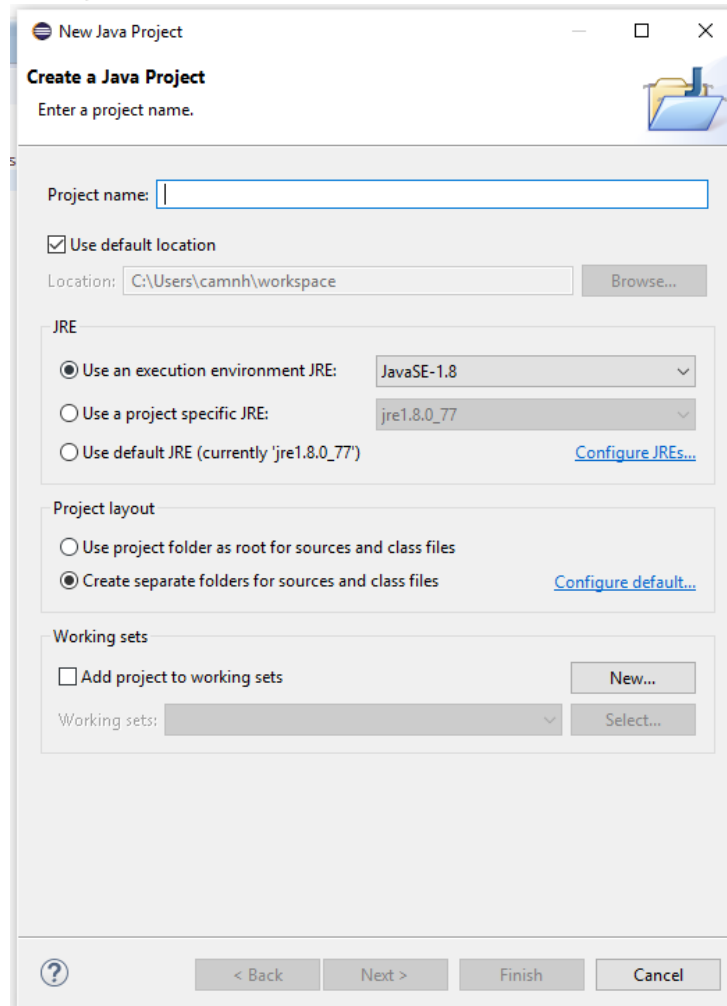 New Java Project
Create a Java Project
Enter a project name.
s
Project name:
Use default location
Location: C:\Users\camnh\workspace Browse...
JRE
Use an execution environment JRE: JavaSE-1.8
Use a project specific JRE: jre1.8.0_77
Use default JRE (currently 'jre1.8.0_77') Configure JREs...
Project layout
Use project folder as root for sources and class files
Create separate folders for sources and class files Configure default...
Working sets
Add project to working sets New...
Working sets: Select...
? < Back Next > Finish Cancel